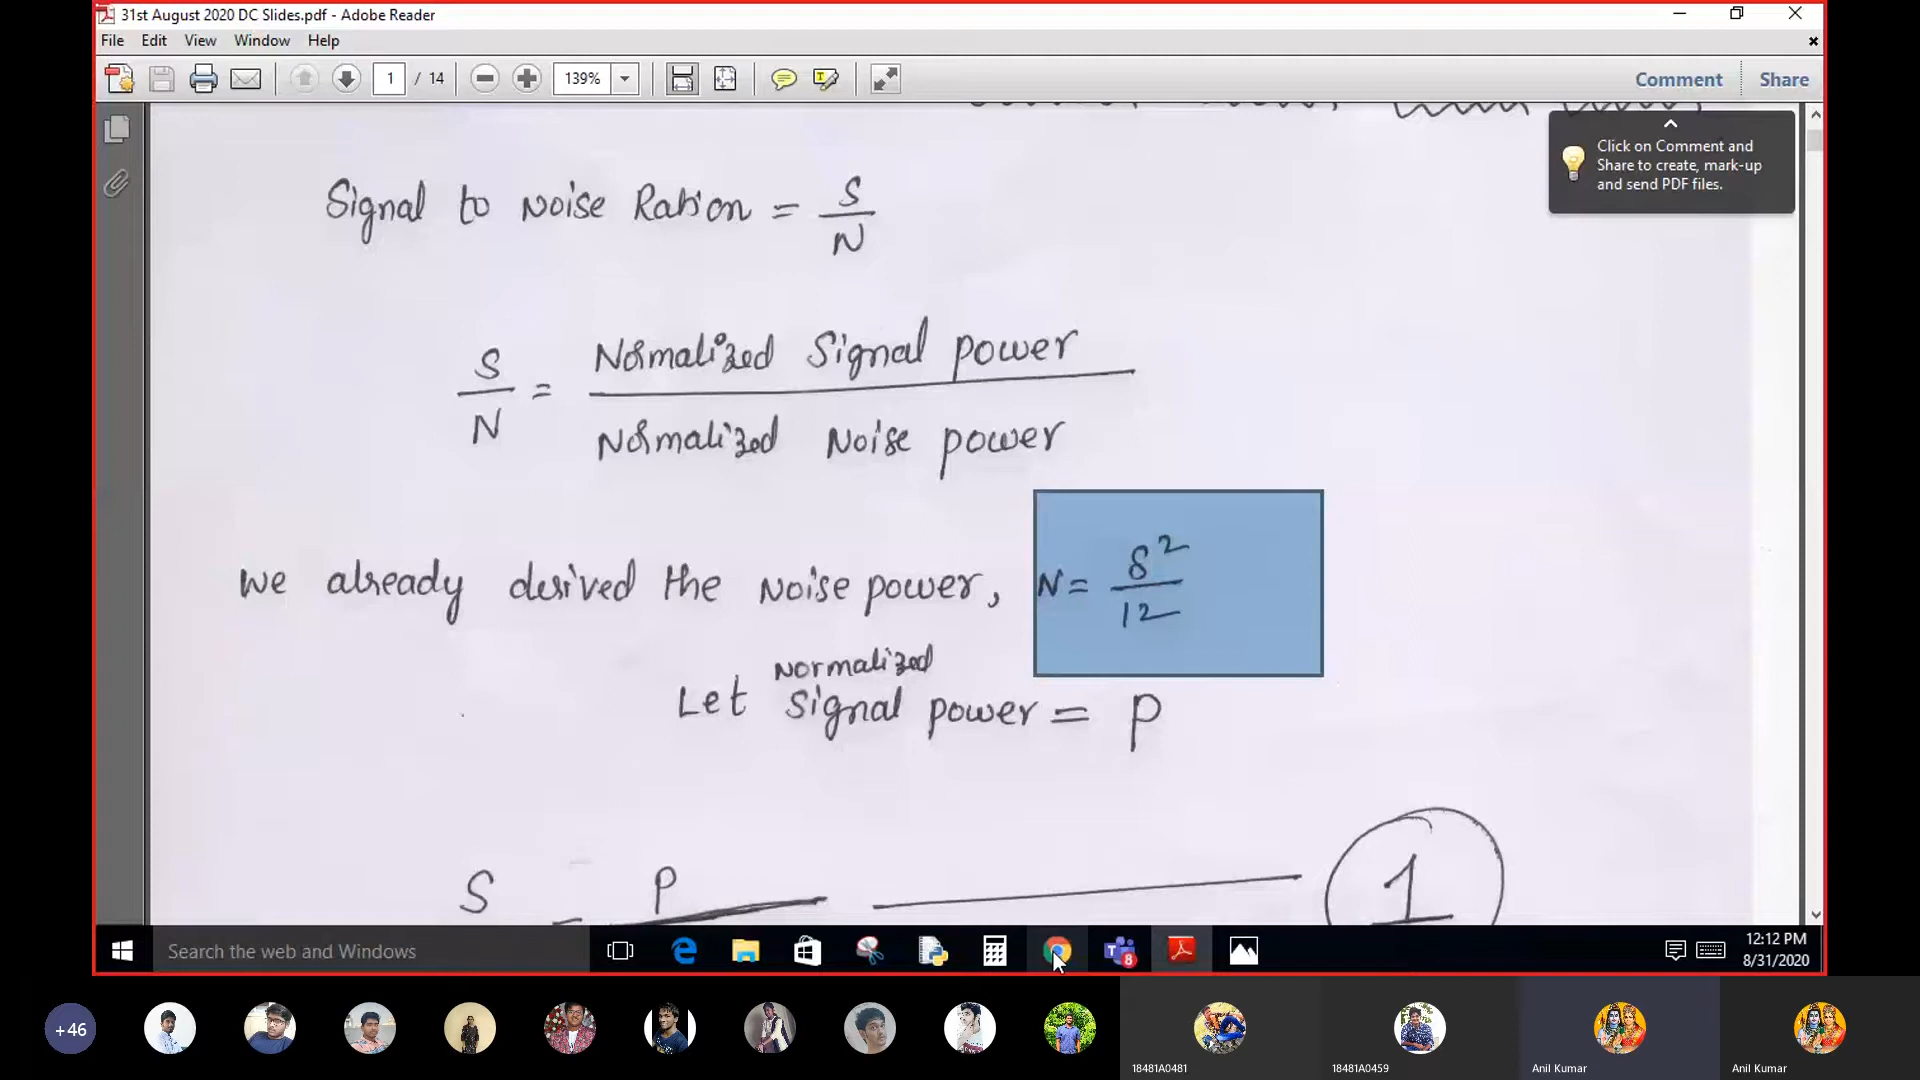 31st August 2020 DC Slides.pdf - Adobe Reader
File Edit View Window Help
1 / 14 139% Comment Share
Click on Comment and
Share to create, mark-up
and send PDF files.
Signal to Noise Ration = S
N
S = Normalized Signal power
N Normalized Noise power
We already derived the Noise power, N = δ²
12
Normalized
Let Signal power = P
S = P 1
Search the web and Windows
8
12:12 PM
8/31/2020
+46
18481A0481 18481A0459 Anil Kumar Anil Kumar